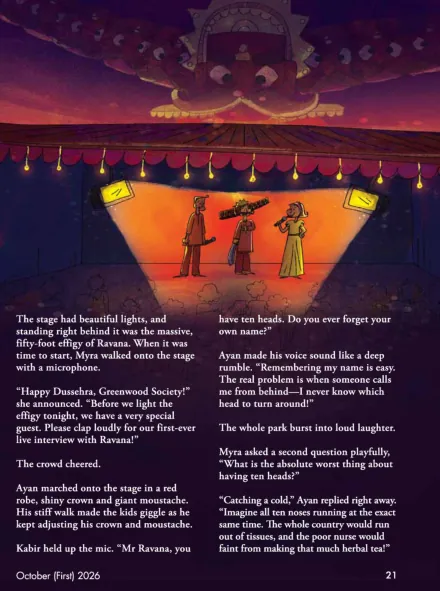 The stage had beautiful lights, and
standing right behind it was the massive,
fifty-foot effigy of Ravana. When it was
time to start, Myra walked onto the stage
with a microphone.
“Happy Dussehra, Greenwood Society!”
she announced. “Before we light the
effigy tonight, we have a very special
guest. Please clap loudly for our first-ever
live interview with Ravana!”
The crowd cheered.
Ayan marched onto the stage in a red
robe, shiny crown and giant moustache.
His stiff walk made the kids giggle as he
kept adjusting his crown and moustache.
Kabir held up the mic. “Mr Ravana, you
have ten heads. Do you ever forget your
own name?”
Ayan made his voice sound like a deep
rumble. “Remembering my name is easy.
The real problem is when someone calls
me from behind—I never know which
head to turn around!”
The whole park burst into loud laughter.
Myra asked a second question playfully,
“What is the absolute worst thing about
having ten heads?”
“Catching a cold,” Ayan replied right away.
“Imagine all ten noses running at the exact
same time. The whole country would run
out of tissues, and the poor nurse would
faint from making that much herbal tea!”
October (First) 2026
21